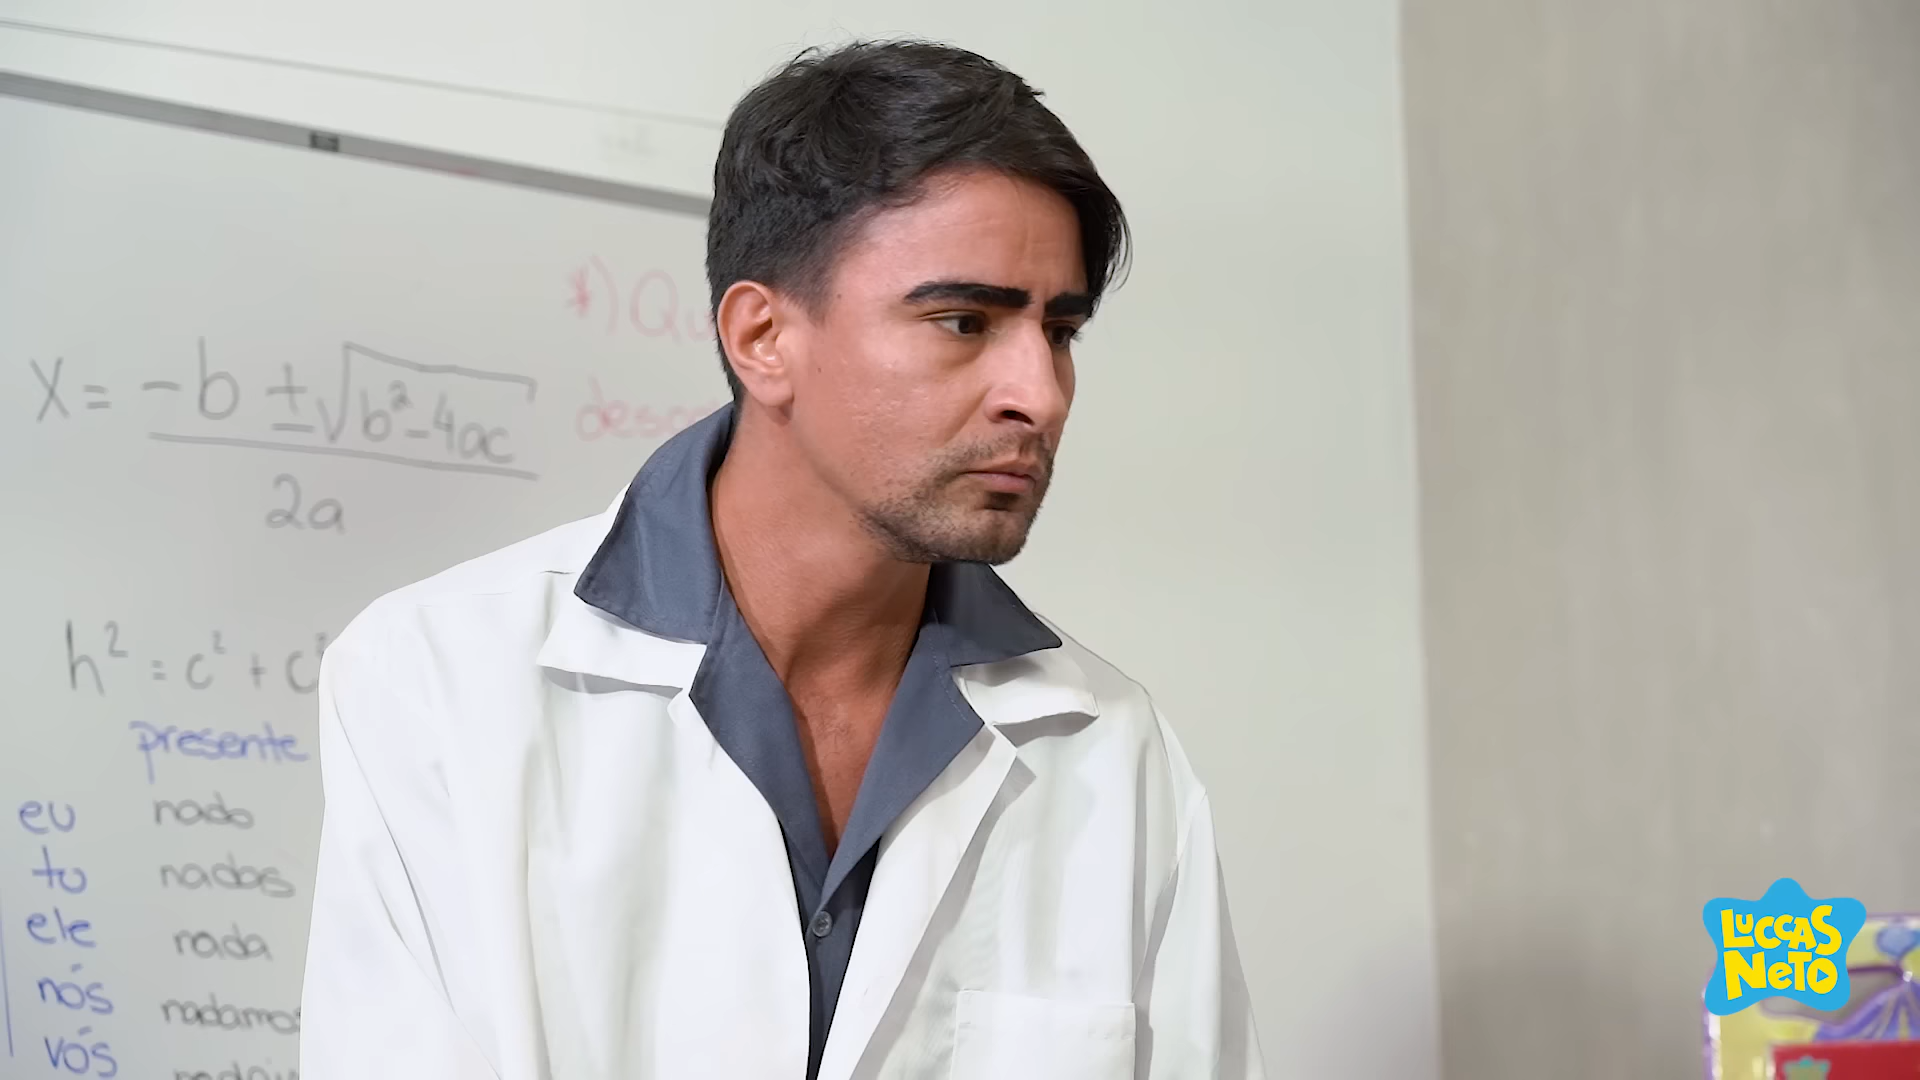 *) Qu
desc
X = -b ± √b² - 4ac
2a
h² = c² + c²
presente
eu nado
tu nadas
ele nada
nós nadamos
vós
LUCCAS
NETO